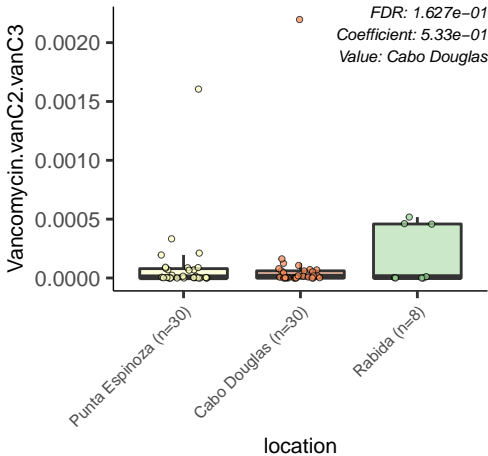 FDR: 1.627e−01
Coefficient: 5.33e−01
Value: Cabo Douglas
Vancomycin.vanC2.vanC3
0.0020
0.0015
0.0010
0.0005
0.0000
Punta Espinoza (n=30)
Cabo Douglas (n=30)
Rabida (n=8)
location